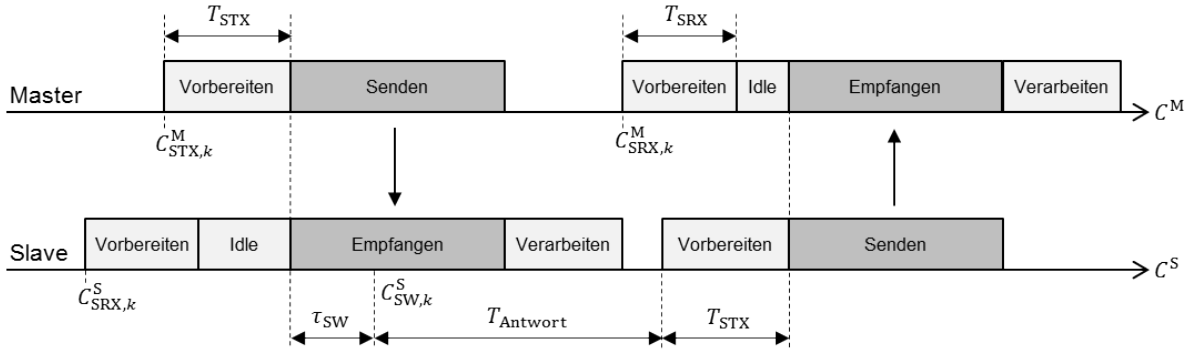 T_STX T_SRX
Master Vorbereiten Senden Vorbereiten Idle Empfangen Verarbeiten C^M
C^M_STX,k C^M_SRX,k
Slave Vorbereiten Idle Empfangen Verarbeiten Vorbereiten Senden C^S
C^S_SRX,k C^S_SW,k
τ_SW T_Antwort T_STX